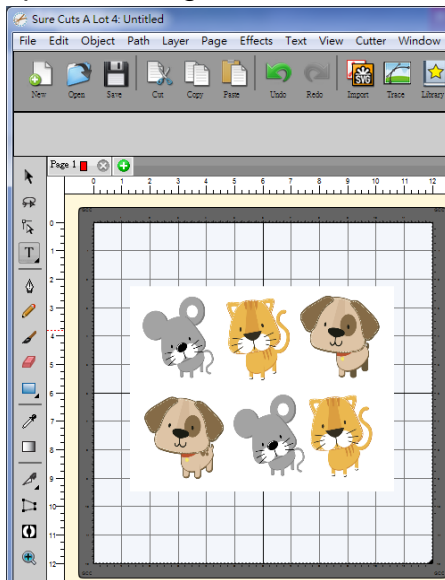 Sure Cuts A Lot 4: Untitled
File Edit Object Path Layer Page Effects Text View Cutter Window
SVG
New Open Save Cut Copy Paste Undo Redo Import Trace Library
Page 1
0 1 2 3 4 5 6 7 8 9 10 11 12
0
1
2
3
T
4
5
6
7
8
9
10
11
12